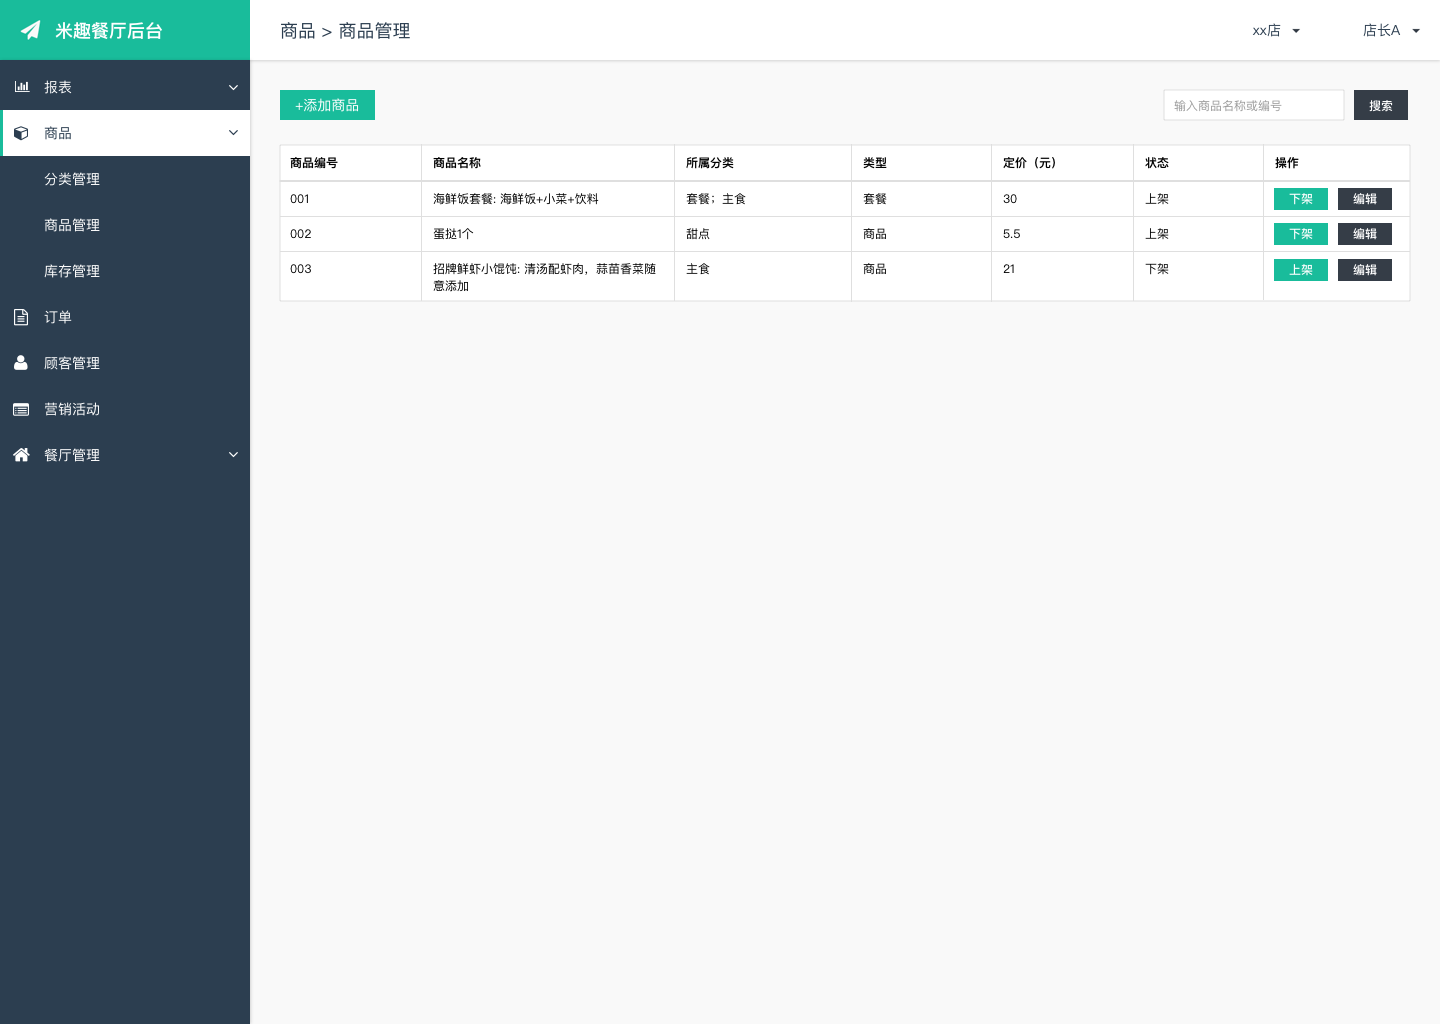 米趣餐厅后台
商品 > 商品管理
xx店
店长A
报表
商品
分类管理
商品管理
库存管理
订单
顾客管理
营销活动
餐厅管理
+添加商品
输入商品名称或编号
搜索
商品编号 商品名称 所属分类 类型 定价（元） 状态 操作
001 海鲜饭套餐: 海鲜饭+小菜+饮料 套餐；主食 套餐 30 上架 下架 编辑
002 蛋挞1个 甜点 商品 5.5 上架 下架 编辑
003 招牌鲜虾小馄饨: 清汤配虾肉，蒜苗香菜随 主食 商品 21 下架 上架 编辑
意添加